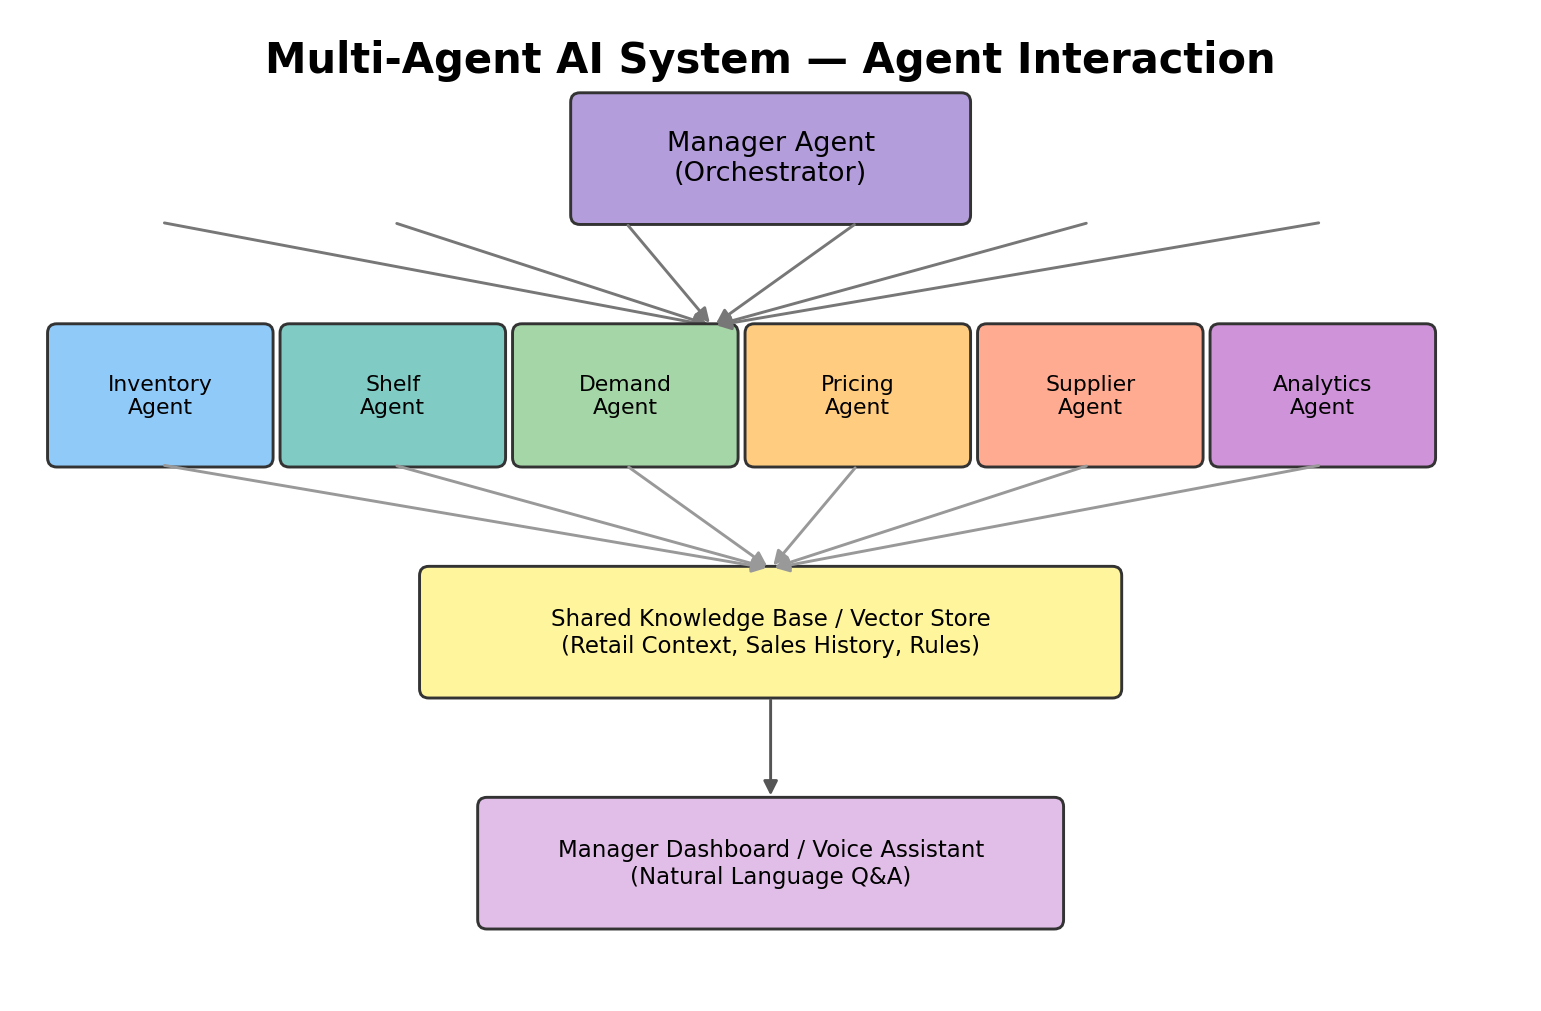 Multi-Agent AI System — Agent Interaction
Manager Agent
(Orchestrator)
Inventory
Agent
Shelf
Agent
Demand
Agent
Pricing
Agent
Supplier
Agent
Analytics
Agent
Shared Knowledge Base / Vector Store
(Retail Context, Sales History, Rules)
Manager Dashboard / Voice Assistant
(Natural Language Q&A)